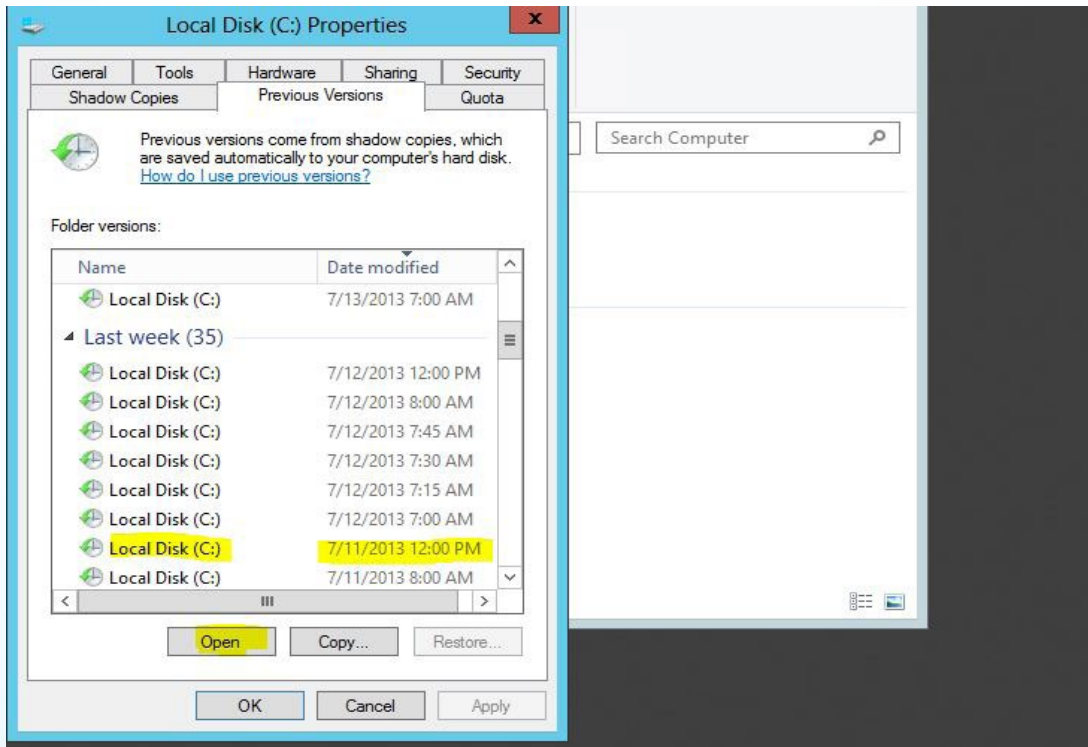 Local Disk (C:) Properties
x
General Tools Hardware Sharing Security
Shadow Copies Previous Versions Quota
Previous versions come from shadow copies, which
are saved automatically to your computer's hard disk.
How do I use previous versions?
Search Computer
Folder versions:
Name Date modified
Local Disk (C:) 7/13/2013 7:00 AM
Last week (35)
Local Disk (C:) 7/12/2013 12:00 PM
Local Disk (C:) 7/12/2013 8:00 AM
Local Disk (C:) 7/12/2013 7:45 AM
Local Disk (C:) 7/12/2013 7:30 AM
Local Disk (C:) 7/12/2013 7:15 AM
Local Disk (C:) 7/12/2013 7:00 AM
Local Disk (C:) 7/11/2013 12:00 PM
Local Disk (C:) 7/11/2013 8:00 AM
Open Copy... Restore...
OK Cancel Apply